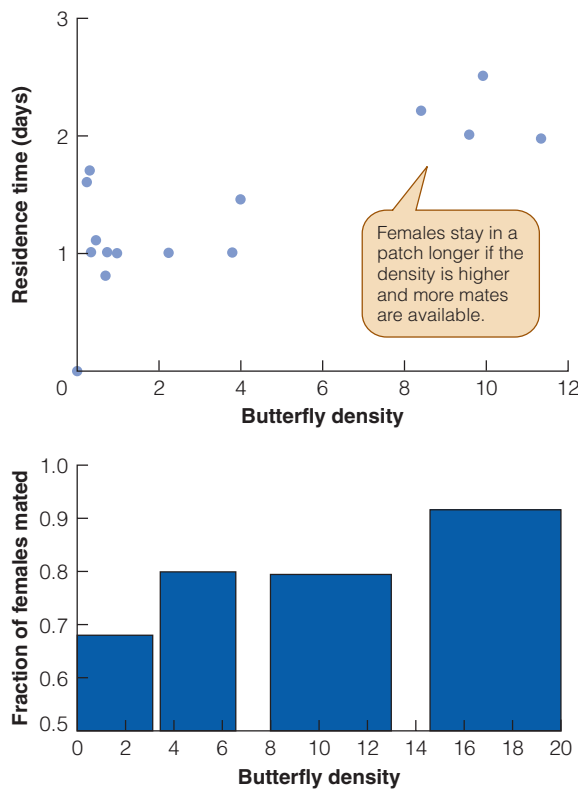 3
2
1
0
Residence time (days)
Females stay in a
patch longer if the
density is higher
and more mates
are available.
0 2 4 6 8 10 12
Butterfly density
1.0
0.9
0.8
0.7
0.6
0.5
Fraction of females mated
0 2 4 6 8 10 12 14 16 18 20
Butterfly density